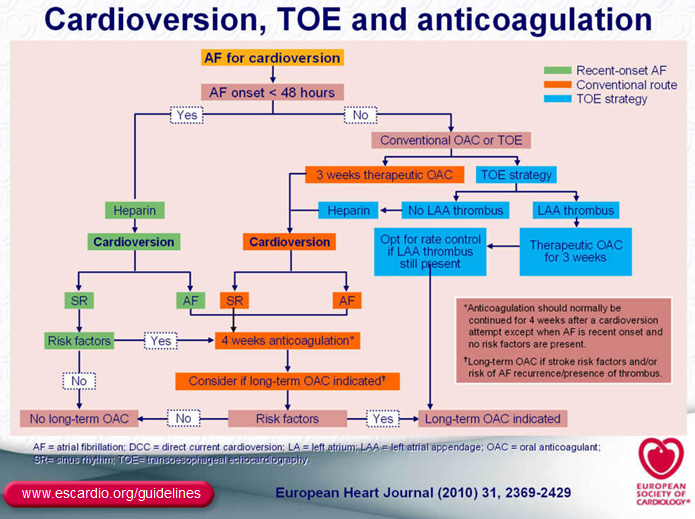 Cardioversion, TOE and anticoagulation
AF for cardioversion
AF onset < 48 hours
Recent-onset AF
Conventional route
TOE strategy
Yes
No
Conventional OAC or TOE
3 weeks therapeutic OAC
TOE strategy
Heparin
Heparin
No LAA thrombus
LAA thrombus
Cardioversion
Cardioversion
Opt for rate control
if LAA thrombus
still present
Therapeutic OAC
for 3 weeks
SR
AF
SR
AF
Risk factors
Yes
4 weeks anticoagulation*
*Anticoagulation should normally be
continued for 4 weeks after a cardioversion
attempt except when AF is recent onset and
no risk factors are present.
†Long-term OAC if stroke risk factors and/or
risk of AF recurrence/presence of thrombus.
No
Consider if long-term OAC indicated†
No long-term OAC
No
Risk factors
Yes
Long-term OAC indicated
AF = atrial fibrillation; DCC = direct current cardioversion; LA = left atrium; LAA = left atrial appendage; OAC = oral anticoagulant;
SR= sinus rhythm; TOE= transoesophageal echocardiography.
www.escardio.org/guidelines
European Heart Journal (2010) 31, 2369-2429
EUROPEAN
SOCIETY OF
CARDIOLOGY®